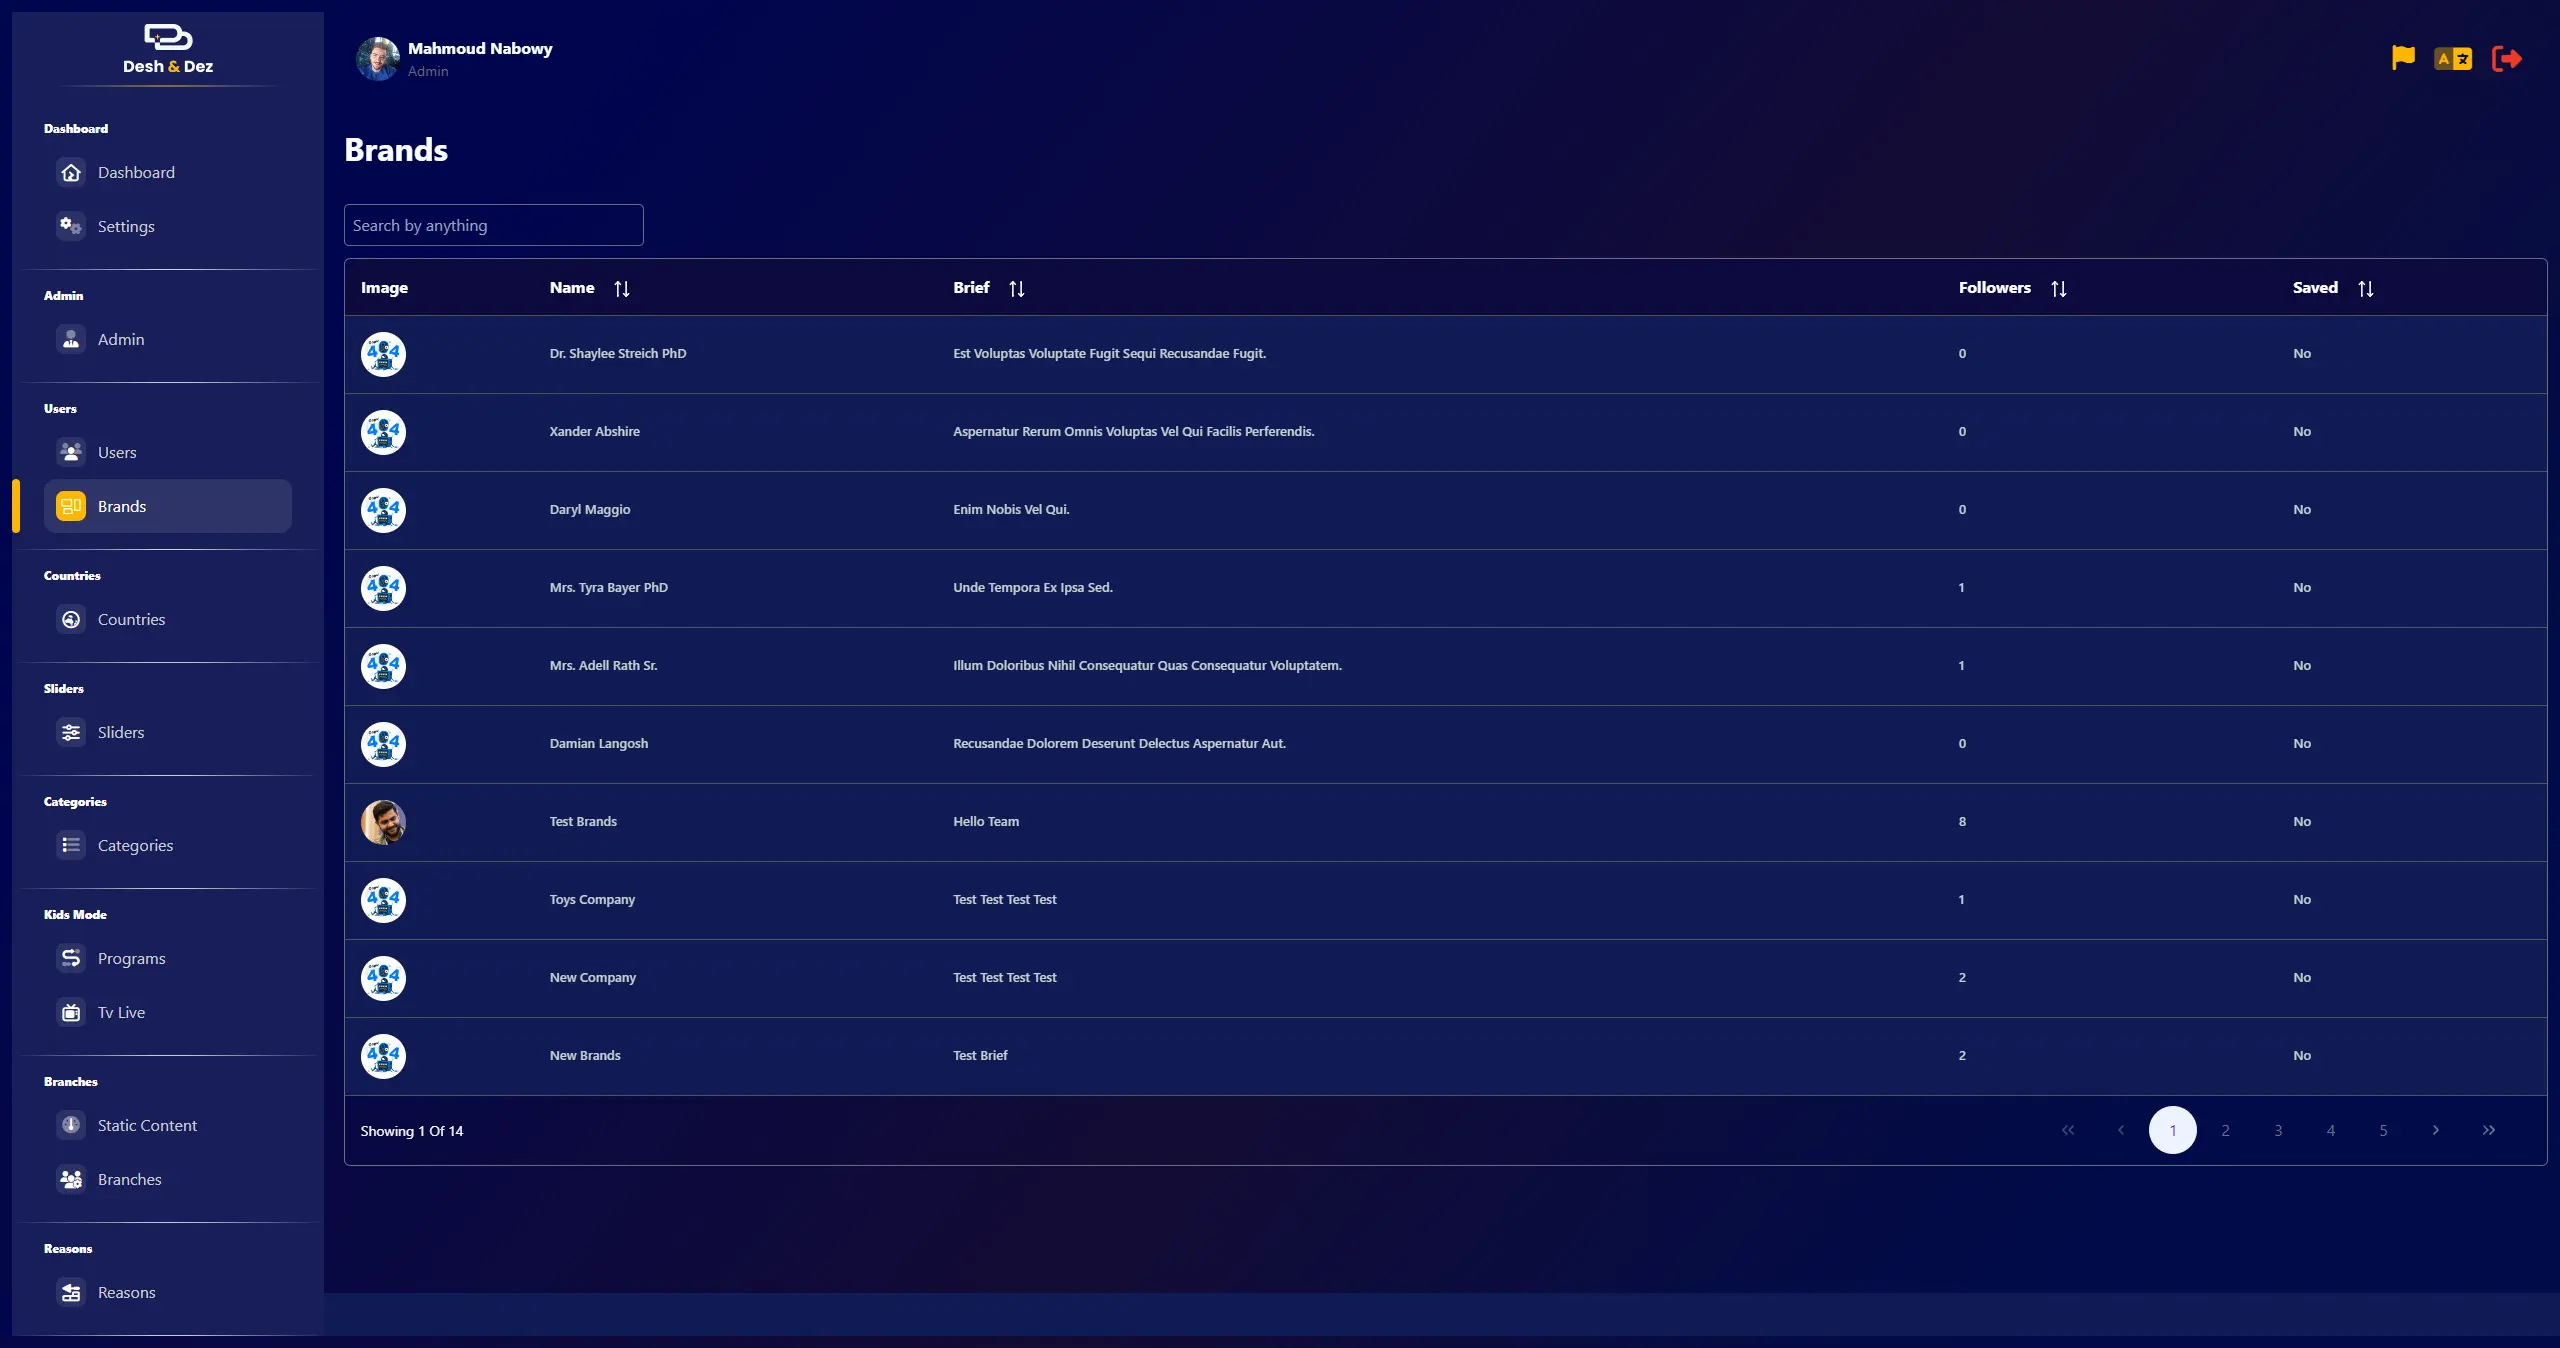 Desh & Dez
Dashboard
Dashboard
Settings
Admin
Admin
Users
Users
Brands
Countries
Countries
Sliders
Sliders
Categories
Categories
Kids Mode
Programs
Tv Live
Branches
Static Content
Branches
Reasons
Reasons
Mahmoud Nabowy
Admin
A
Brands
Search by anything
Image Name Brief Followers Saved
404 Dr. Shaylee Streich PhD Est Voluptas Voluptate Fugit Sequi Recusandae Fugit. 0 No
404 Xander Abshire Aspernatur Rerum Omnis Voluptas Vel Qui Facilis Perferendis. 0 No
404 Daryl Maggio Enim Nobis Vel Qui. 0 No
404 Mrs. Tyra Bayer PhD Unde Tempora Ex Ipsa Sed. 1 No
404 Mrs. Adell Rath Sr. Illum Doloribus Nihil Consequatur Quas Consequatur Voluptatem. 1 No
404 Damian Langosh Recusandae Dolorem Deserunt Delectus Aspernatur Aut. 0 No
Test Brands Hello Team 8 No
404 Toys Company Test Test Test Test 1 No
404 New Company Test Test Test Test 2 No
404 New Brands Test Brief 2 No
Showing 1 Of 14 1 2 3 4 5